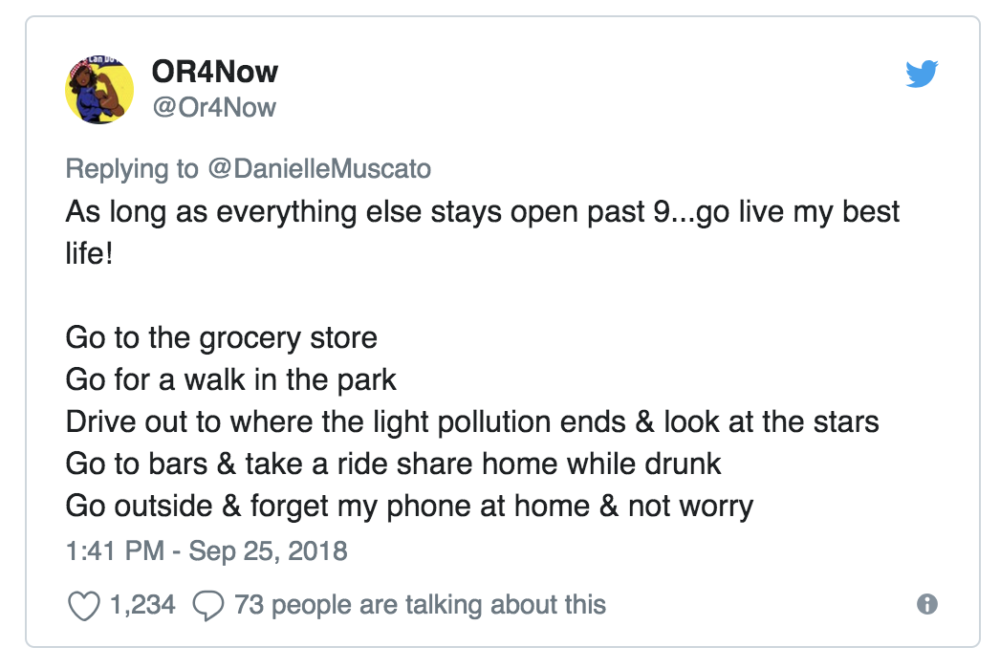 Can Do
OR4Now
@Or4Now
Replying to @DanielleMuscato
As long as everything else stays open past 9...go live my best
life!
Go to the grocery store
Go for a walk in the park
Drive out to where the light pollution ends & look at the stars
Go to bars & take a ride share home while drunk
Go outside & forget my phone at home & not worry
1:41 PM - Sep 25, 2018
1,234 73 people are talking about this